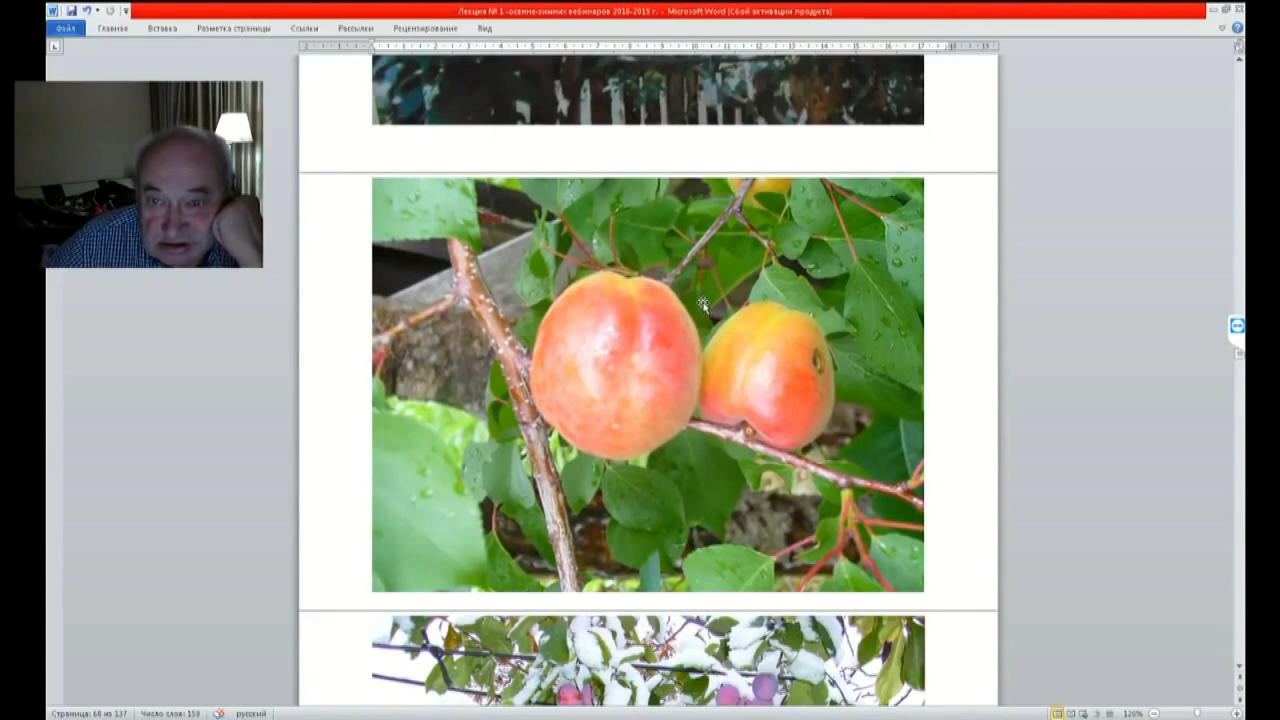 Лекция № 1 -осенне-зимних вебинаров 2018-2019 г. - Microsoft Word (Сбой активации продукта)
Файл Главная Вставка Разметка страницы Ссылки Рассылки Рецензирование Вид
Страница: 68 из 137 Число слов: 159 русский 120%